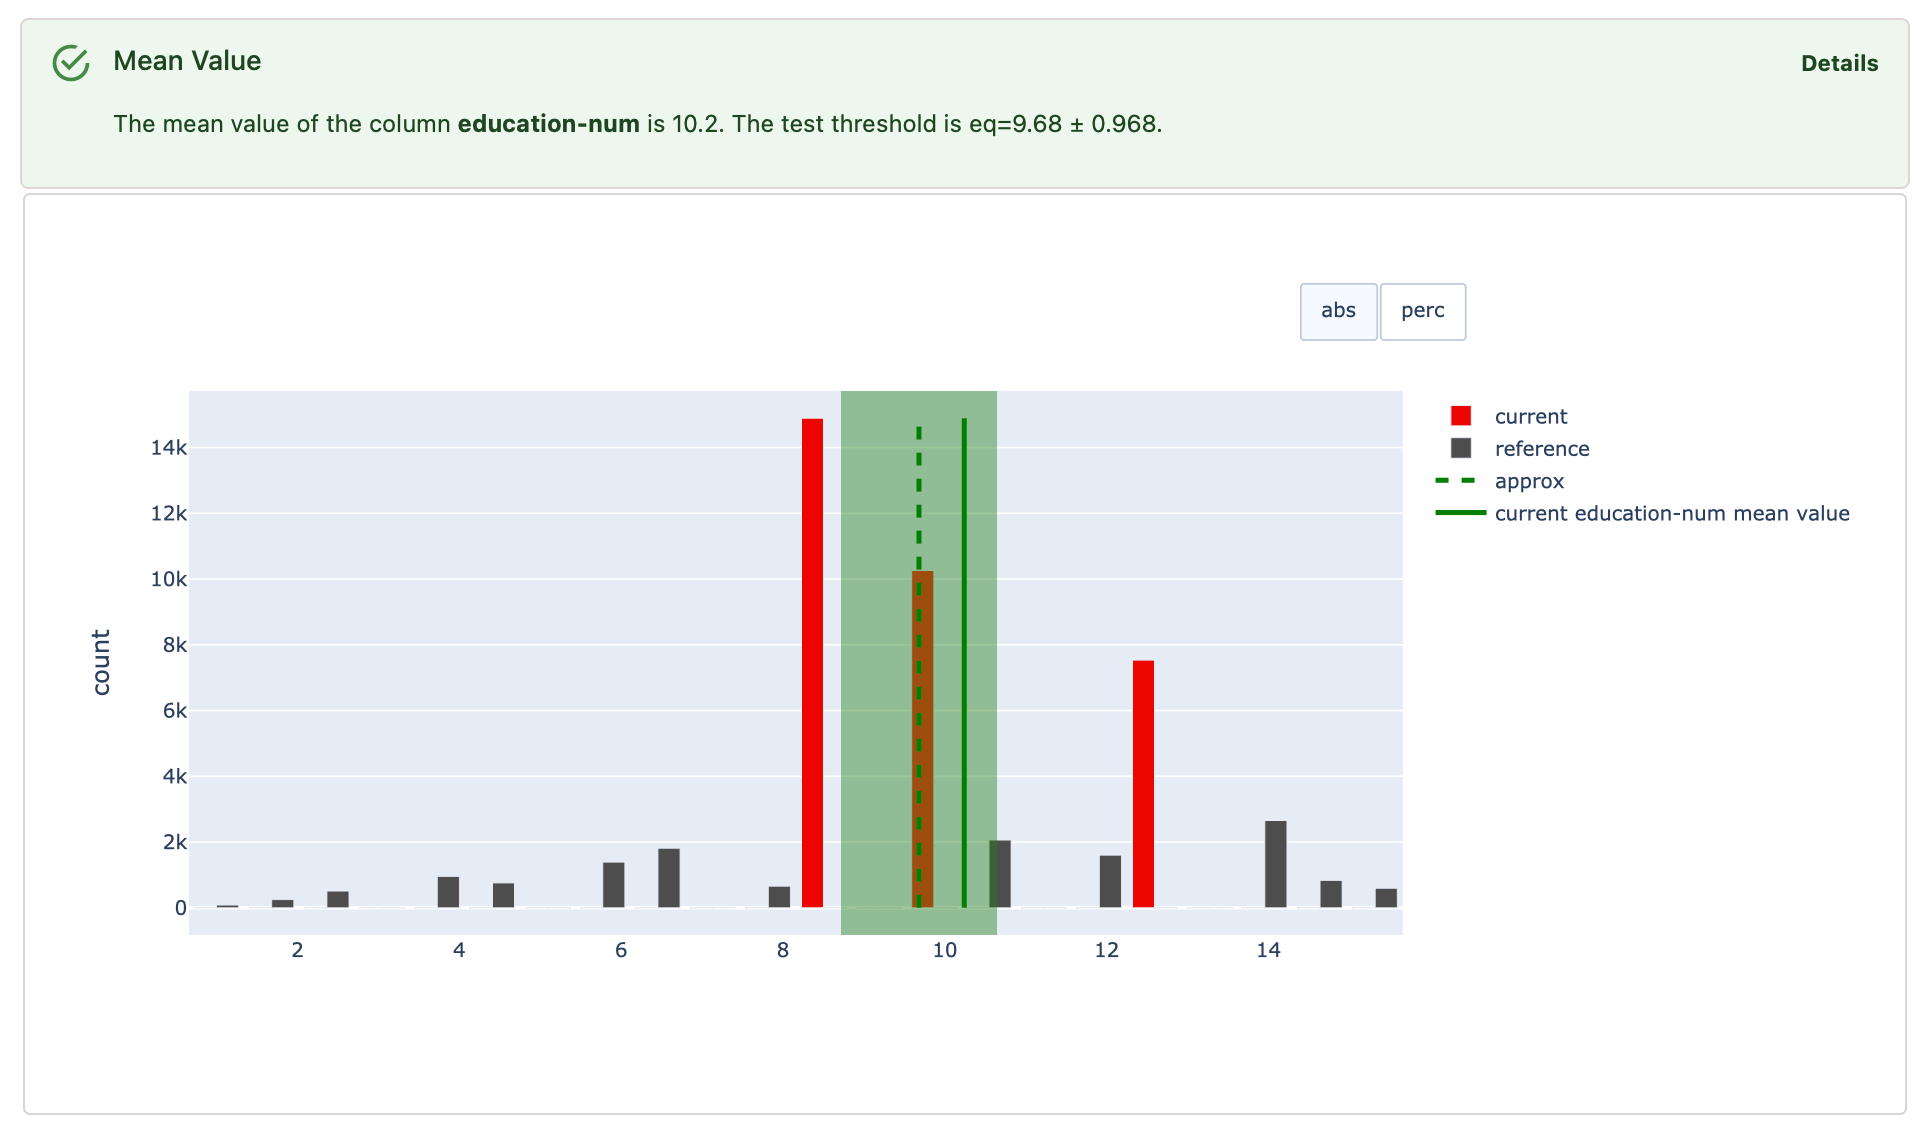 Mean Value
Details
The mean value of the column education-num is 10.2. The test threshold is eq=9.68 ± 0.968.
abs
perc
current
reference
approx
current education-num mean value
count
14k
12k
10k
8k
6k
4k
2k
0
2
4
6
8
10
12
14